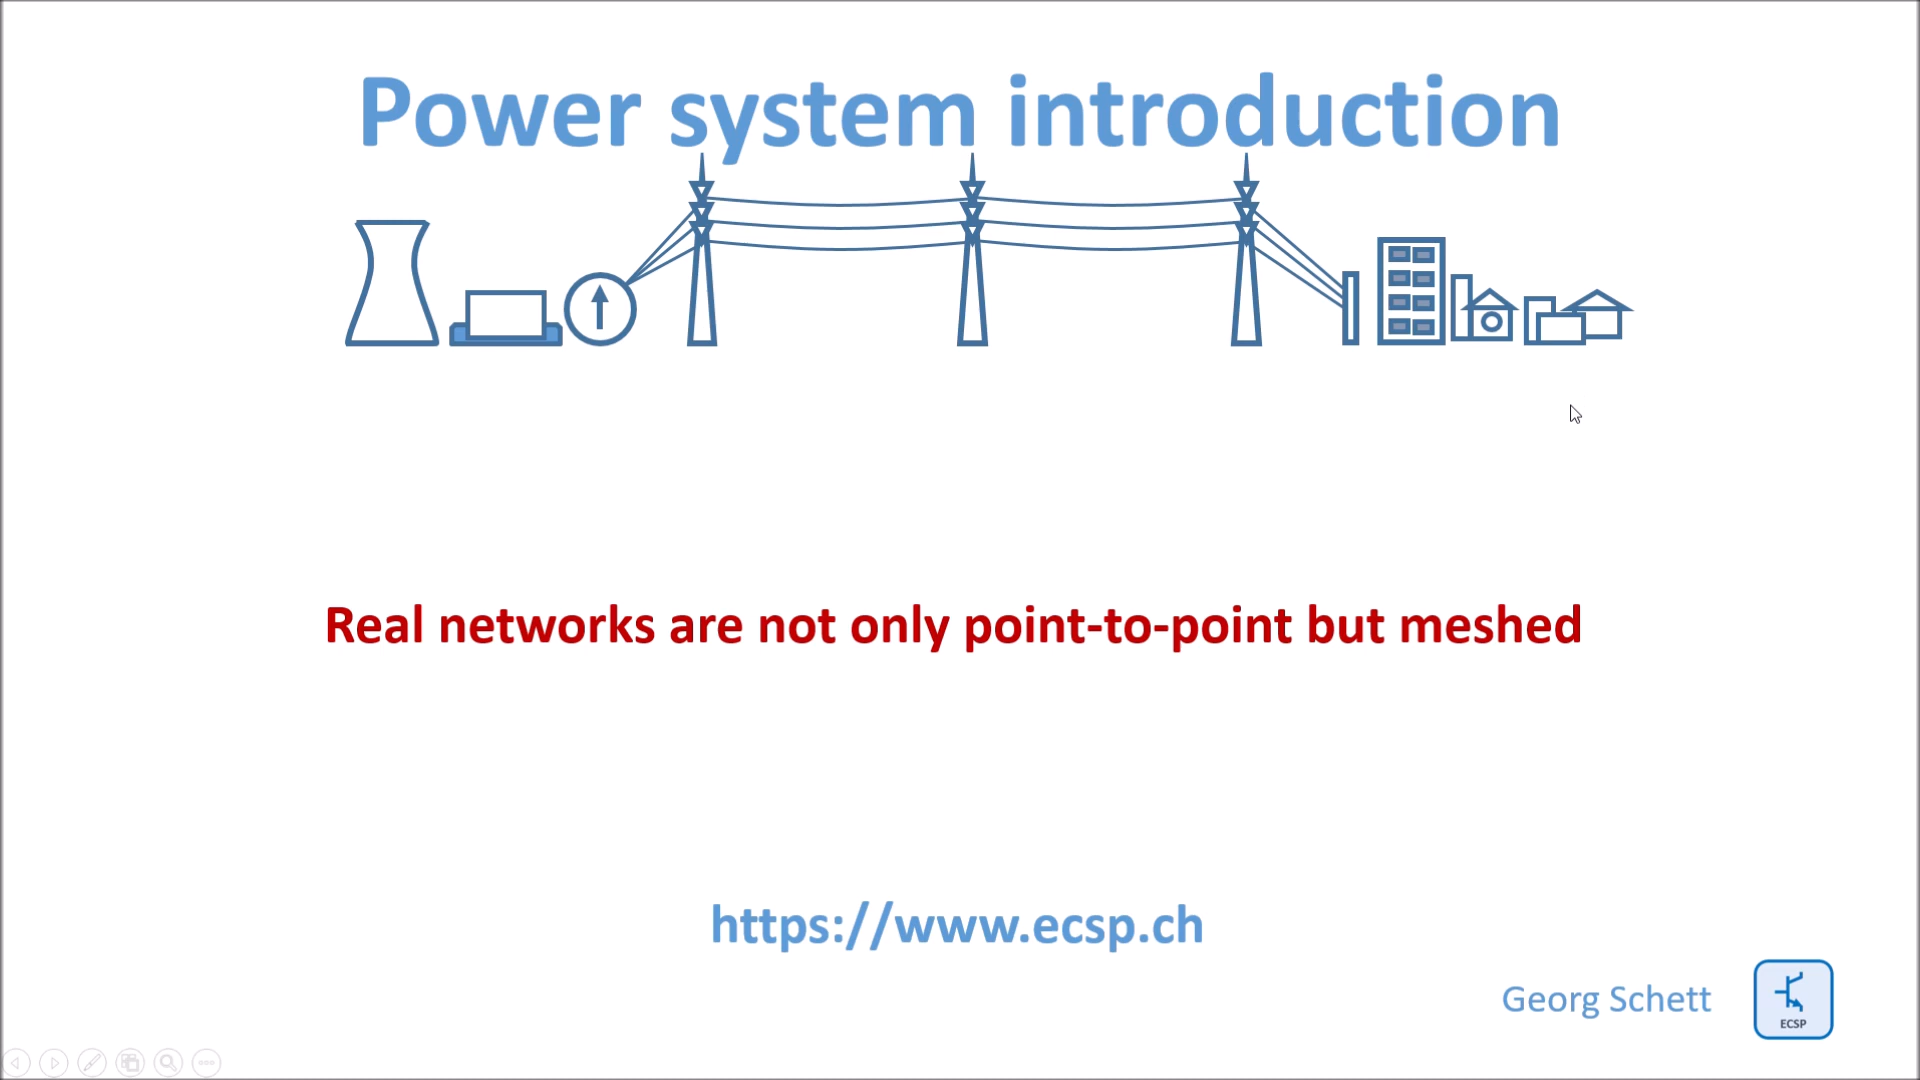 Power system introduction
Real networks are not only point-to-point but meshed
https://www.ecsp.ch
Georg Schett
ECSP